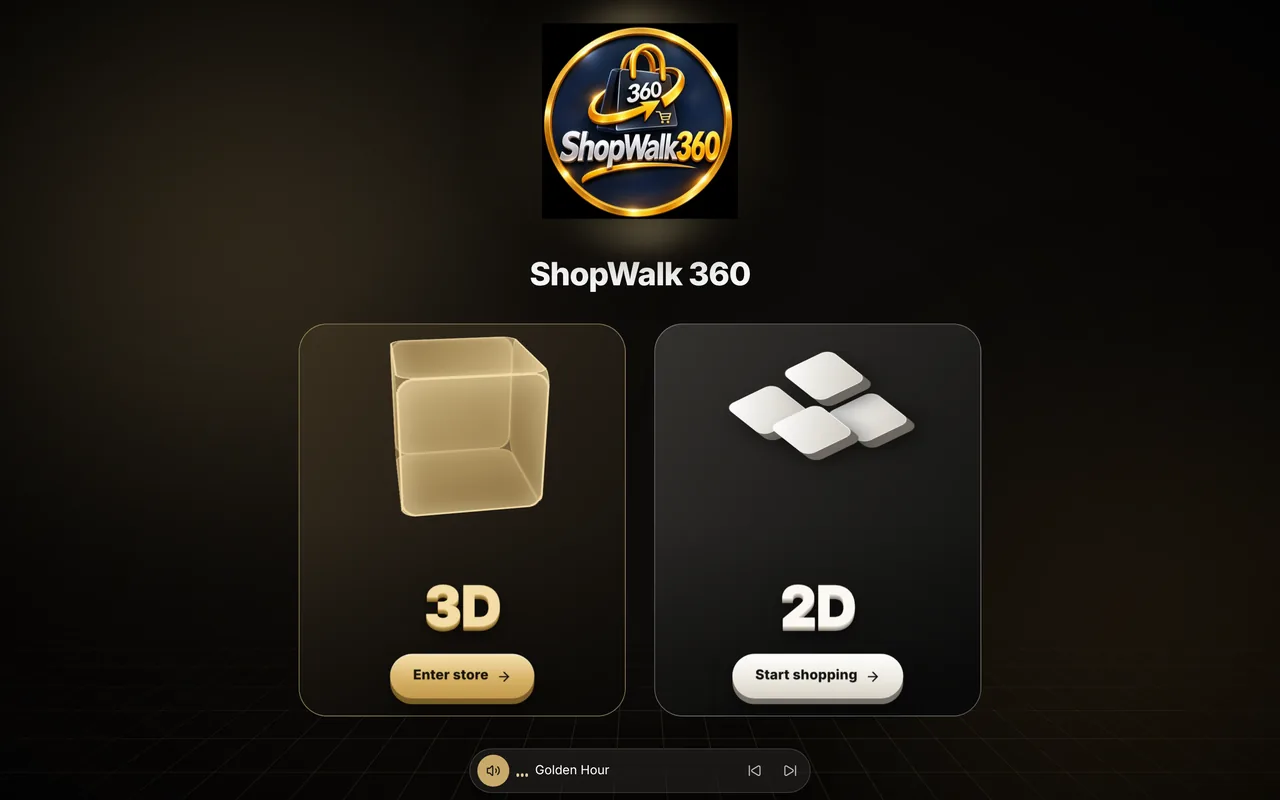 360
ShopWalk360
ShopWalk 360
3D
Enter store →
2D
Start shopping →
Golden Hour